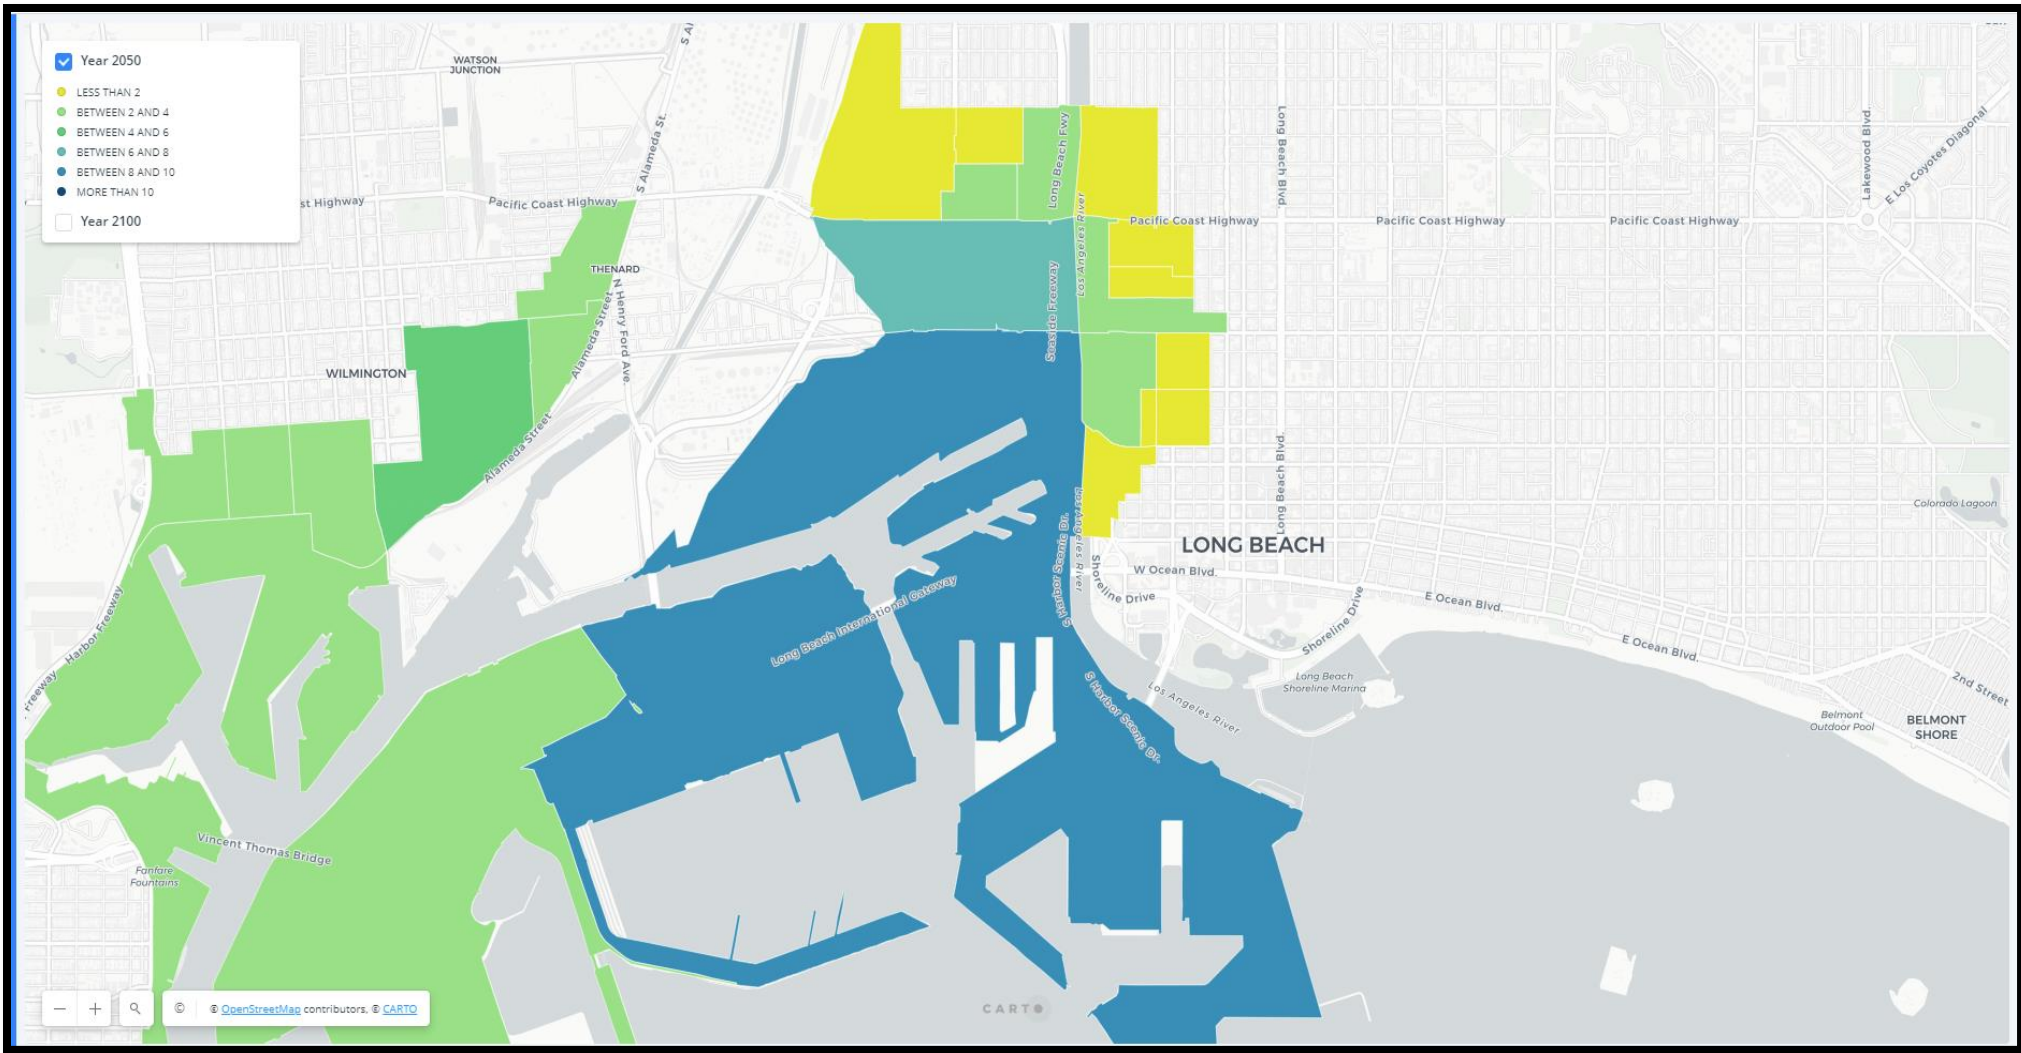 Year 2050
LESS THAN 2
BETWEEN 2 AND 4
BETWEEN 4 AND 6
BETWEEN 6 AND 8
BETWEEN 8 AND 10
MORE THAN 10
Year 2100
WATSON
JUNCTION
S Al
S Alameda St.
st Highway
Pacific Coast Highway
Long Beach Fwy
Los Angeles River
Long Beach Blvd.
Lakewood Blvd.
E Los Coyotes Diagonal
Pacific Coast Highway
Pacific Coast Highway
Pacific Coast Highway
THENARD
N Henry Ford Ave.
Alameda Street
Seaside Freeway
WILMINGTON
Alameda Street
Long Beach Blvd.
Colorado Lagoon
Los Angeles River
S Harbor Scenic Dr.
LONG BEACH
W Ocean Blvd.
Shoreline Drive
E Ocean Blvd.
Shoreline Drive
E Ocean Blvd.
Harbor Freeway
Freeway
Long Beach International Gateway
S Harbor Scenic Dr.
Los Angeles River
Long Beach
Shoreline Marina
2nd Street
Belmont
Outdoor Pool
BELMONT
SHORE
Vincent Thomas Bridge
Fanfare
Fountains
CARTO
© © OpenStreetMap contributors, © CARTO